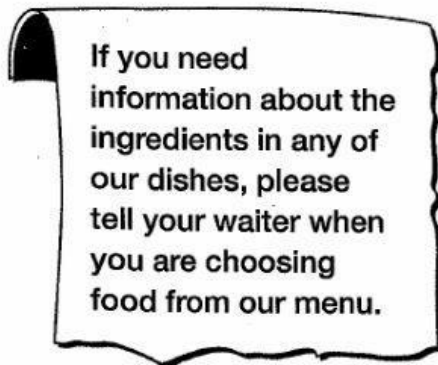 If you need
information about the
ingredients in any of
our dishes, please
tell your waiter when
you are choosing
food from our menu.